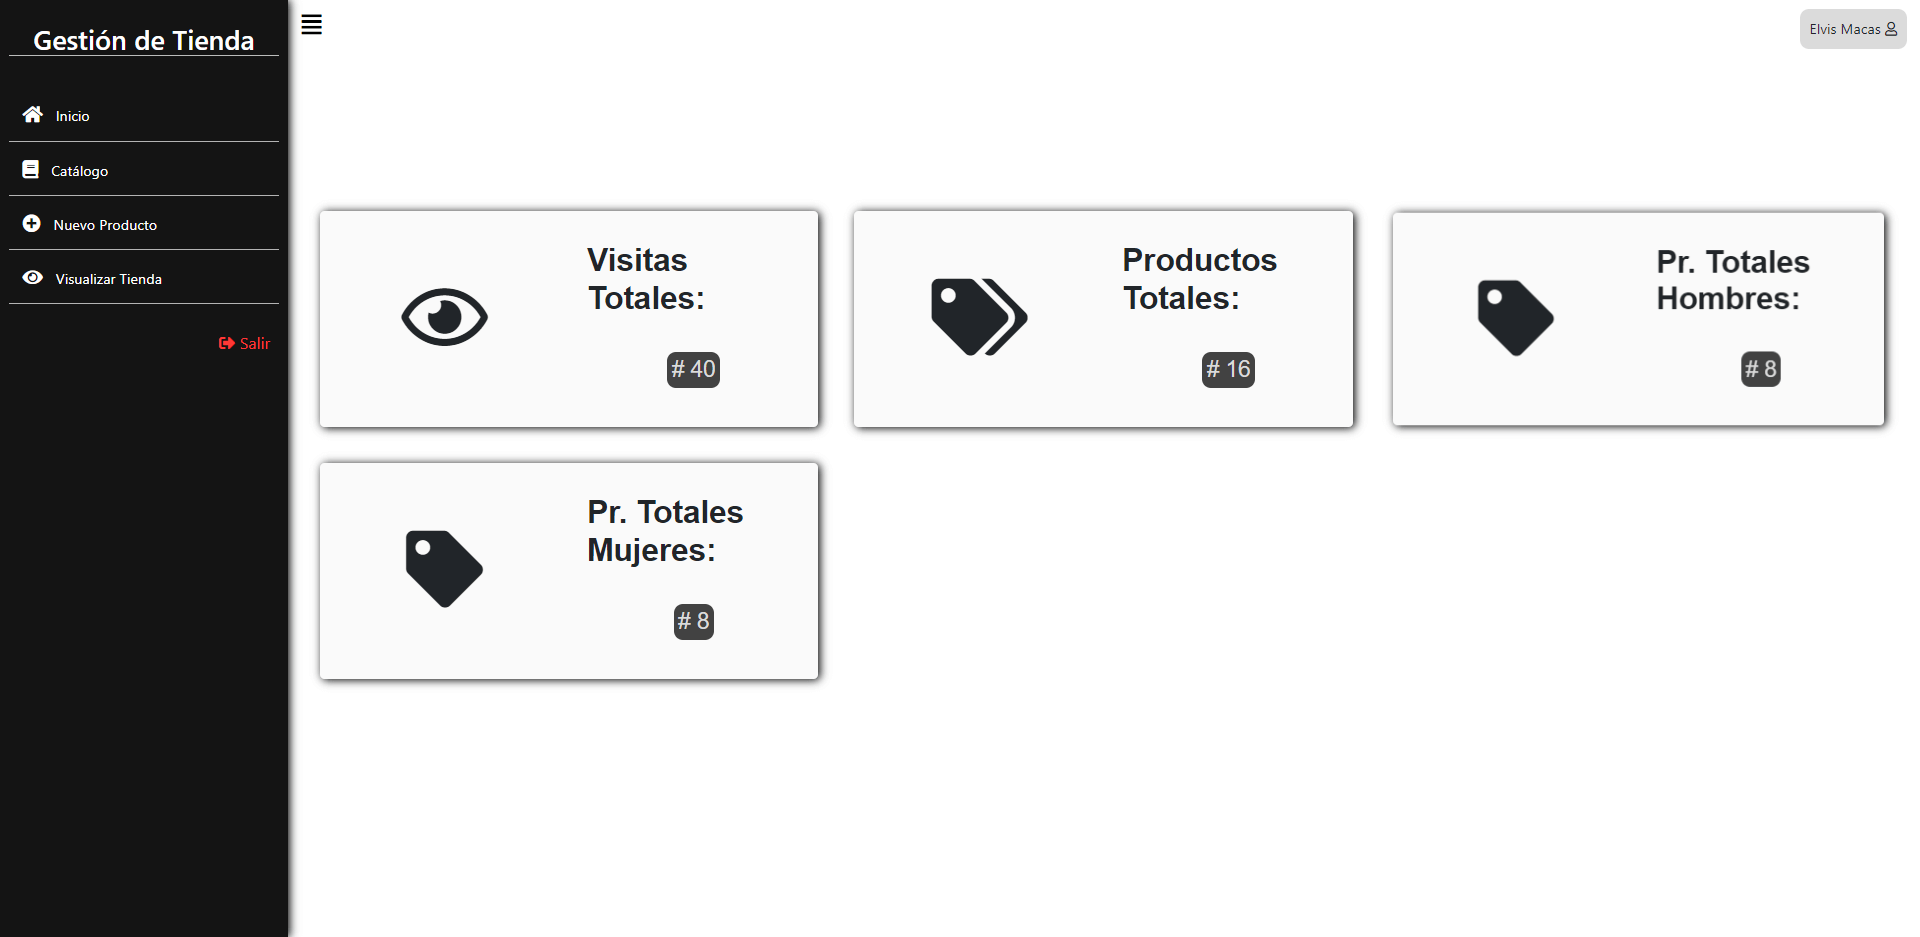 Gestión de Tienda
Inicio
Catálogo
Nuevo Producto
Visualizar Tienda
Salir
Elvis Macas
Visitas
Totales:
# 40
Productos
Totales:
# 16
Pr. Totales
Hombres:
# 8
Pr. Totales
Mujeres:
# 8